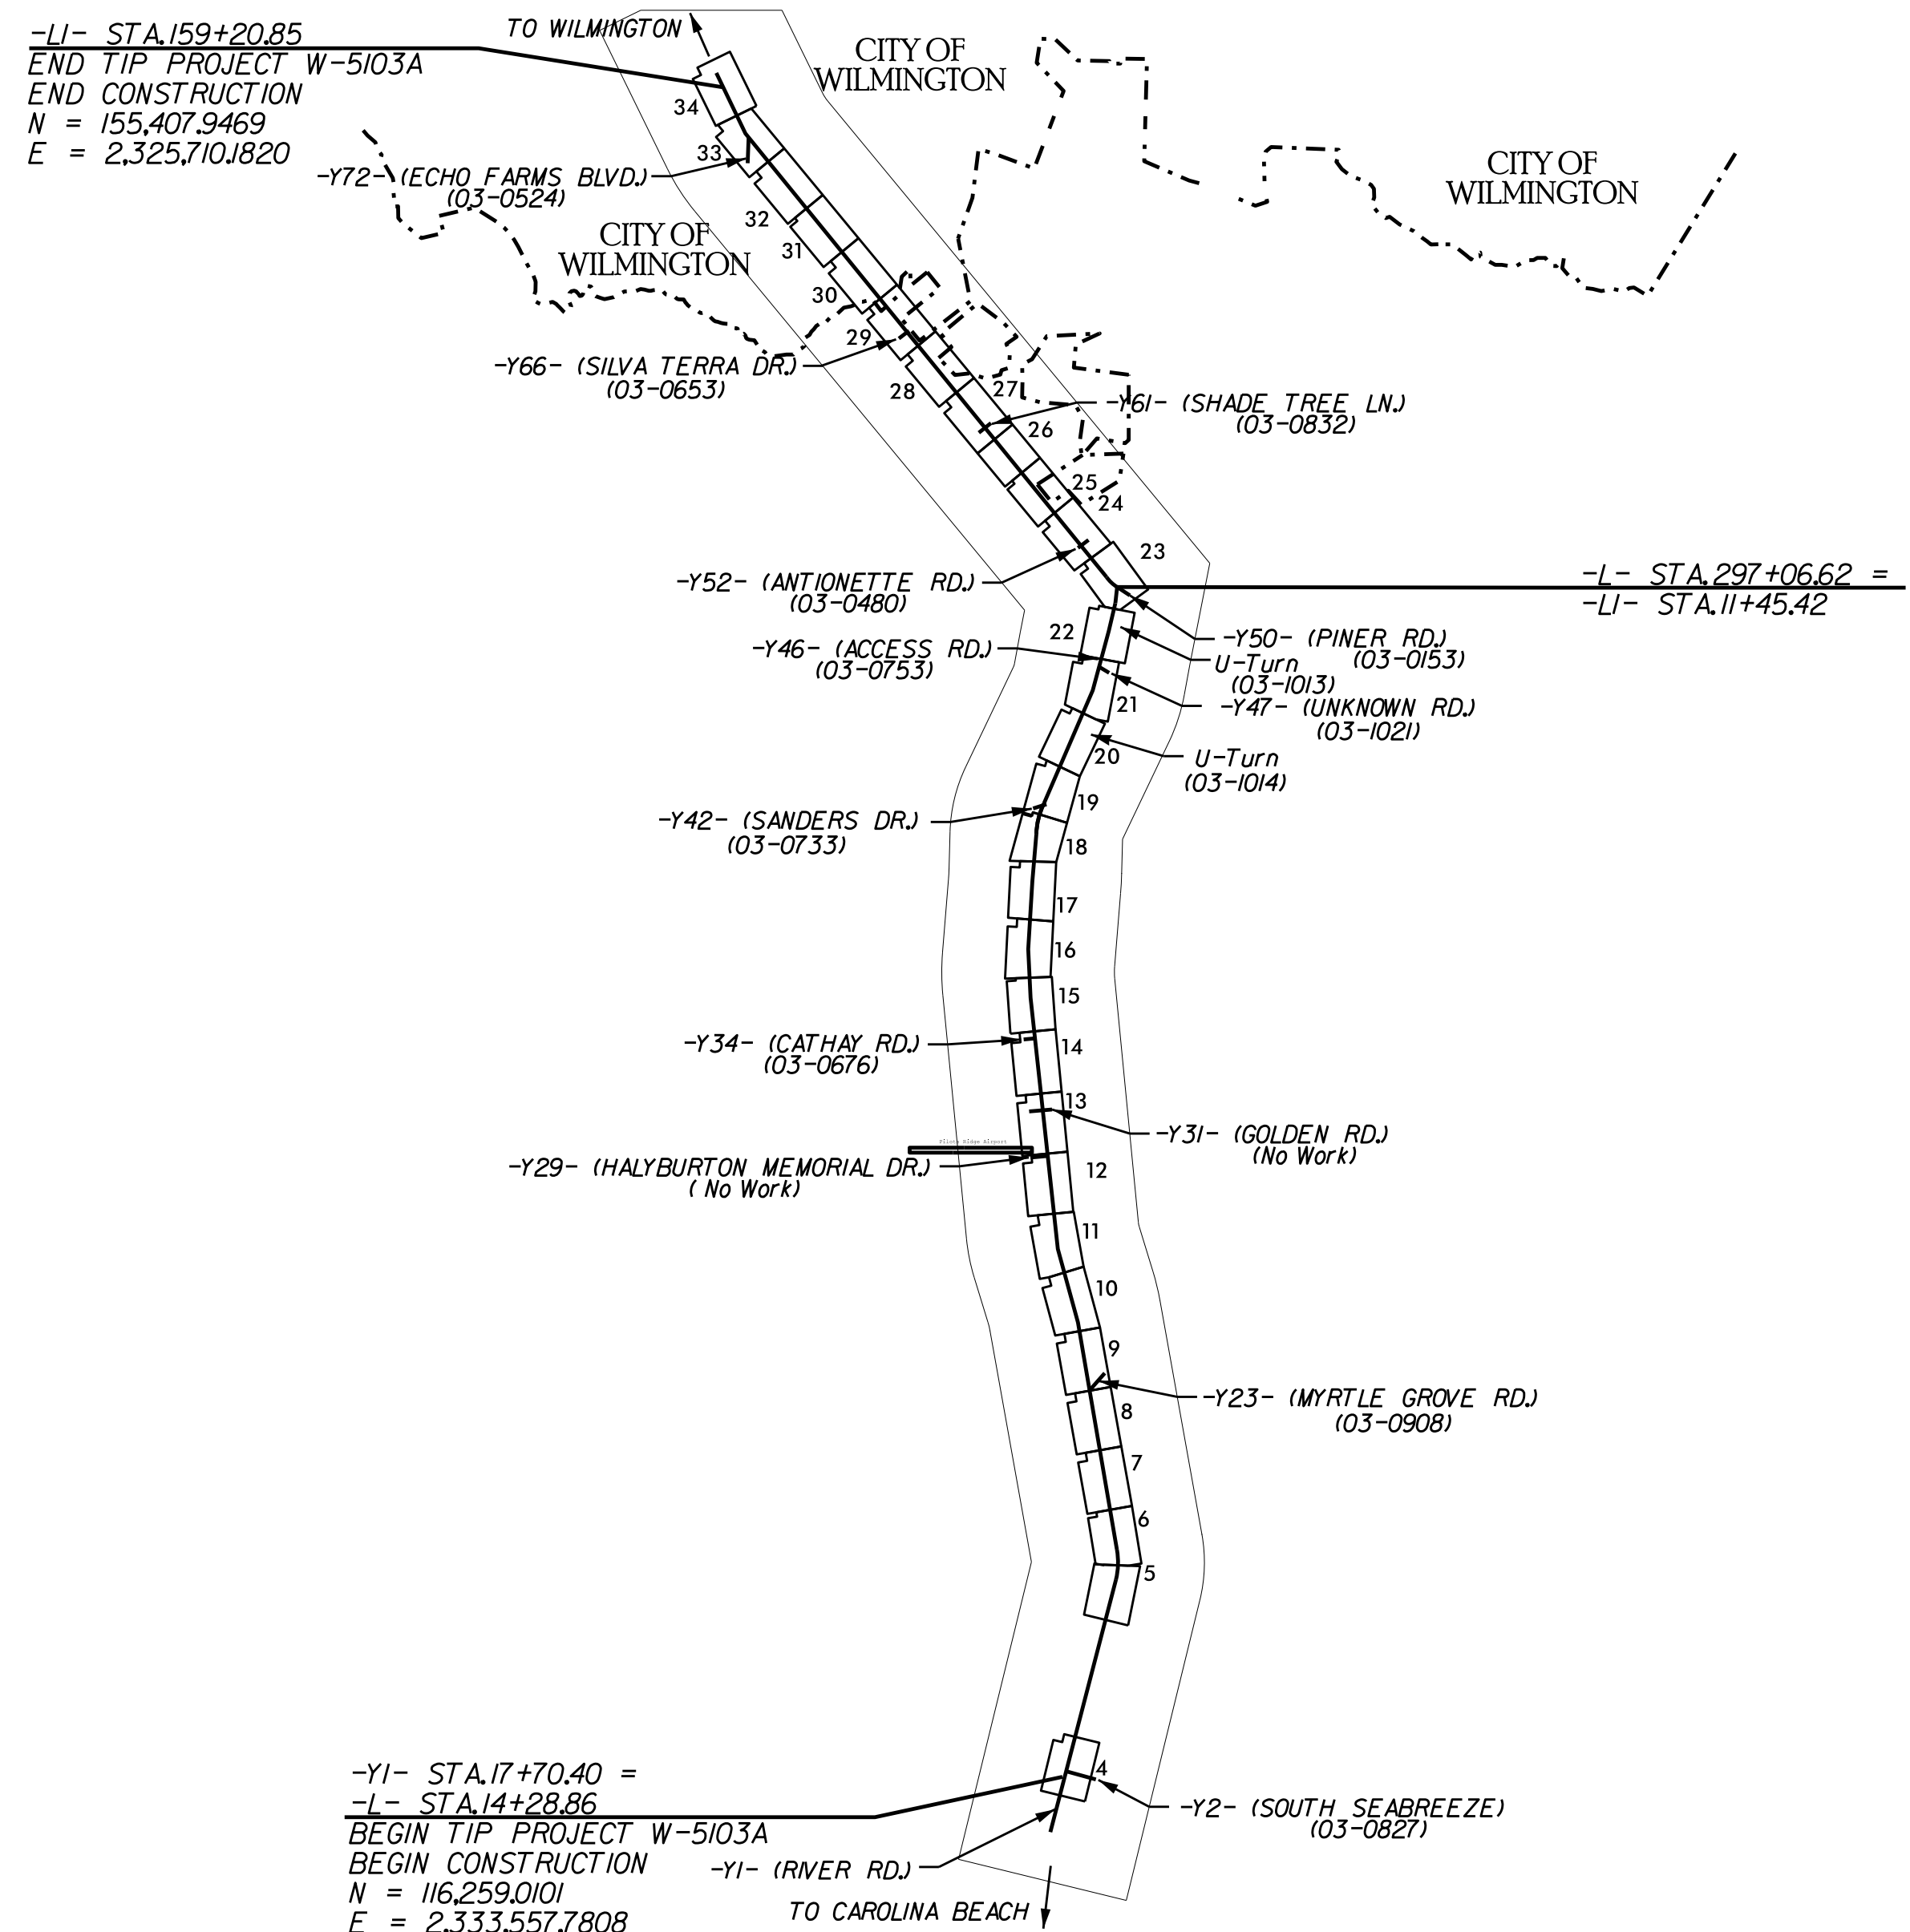 -L1- STA.159+20.85
END TIP PROJECT W-5103A
END CONSTRUCTION
N = 155,407.9469
E = 2,325,710.1820
TO WILMINGTON
CITY OF
WILMINGTON
CITY OF
WILMINGTON
CITY OF
WILMINGTON
34
33
-Y72- (ECHO FARMS BLVD.)
(03-0524)
32
31
30
29
-Y66- (SILVA TERRA DR.)
(03-0653)
28
27
-Y61- (SHADE TREE LN.)
(03-0832)
26
25
24
23
-Y52- (ANTIONETTE RD.)
(03-0480)
-L- STA.297+06.62 =
-L1- STA.11+45.42
22
-Y50- (PINER RD.)
(03-0153)
-Y46- (ACCESS RD.)
(03-0753)
U-Turn
(03-1013)
21
-Y47- (UNKNOWN RD.)
(03-1021)
20
U-Turn
(03-1014)
19
-Y42- (SANDERS DR.)
(03-0733)
18
17
16
15
-Y34- (CATHAY RD.)
(03-0676)
14
13
-Y31- (GOLDEN RD.)
(No Work)
Pilots Ridge Airport
-Y29- (HALYBURTON MEMORIAL DR.)
( No Work)
12
11
10
9
-Y23- (MYRTLE GROVE RD.)
(03-0908)
8
7
6
5
4
-Y1- STA.17+70.40 =
-L- STA.14+28.86
BEGIN TIP PROJECT W-5103A
BEGIN CONSTRUCTION
N = 116,259.0101
E = 2,333,557.7808
-Y2- (SOUTH SEABREEZE)
(03-0827)
-Y1- (RIVER RD.)
TO CAROLINA BEACH